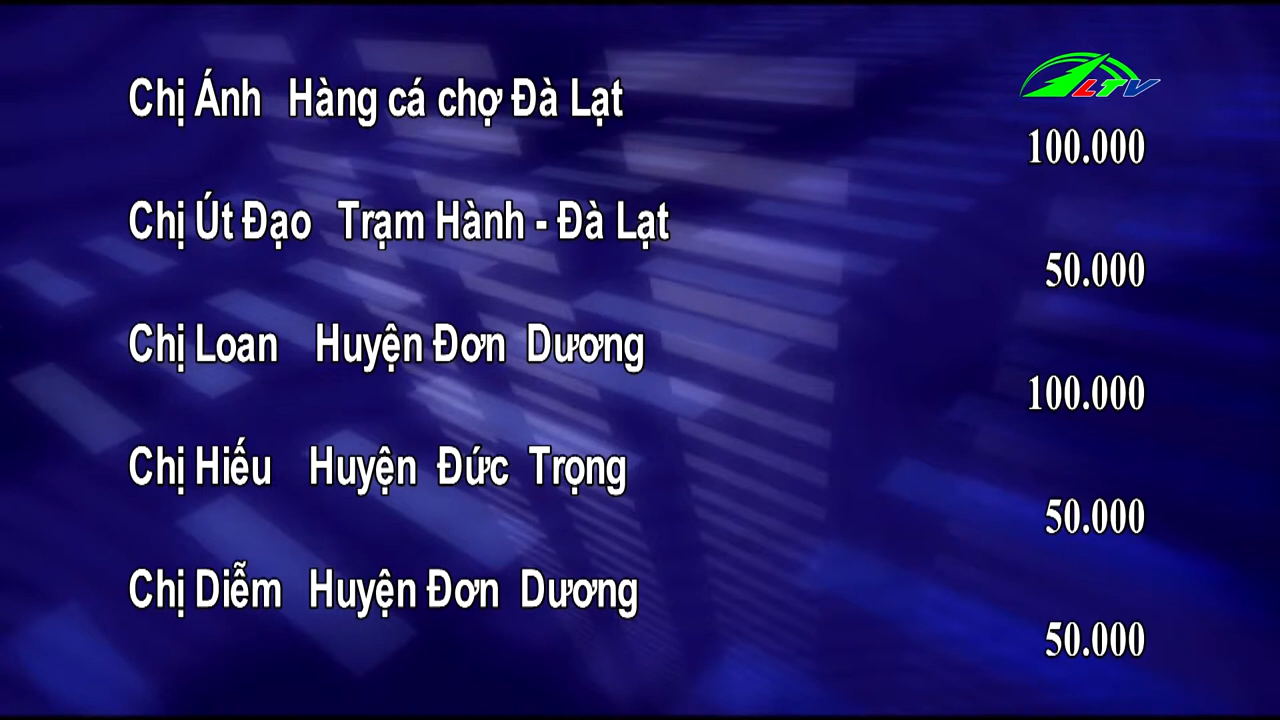 LTV
Chị Ánh Hàng cá chợ Đà Lạt
100.000
Chị Út Đạo Trạm Hành - Đà Lạt
50.000
Chị Loan Huyện Đơn Dương
100.000
Chị Hiếu Huyện Đức Trọng
50.000
Chị Diễm Huyện Đơn Dương
50.000